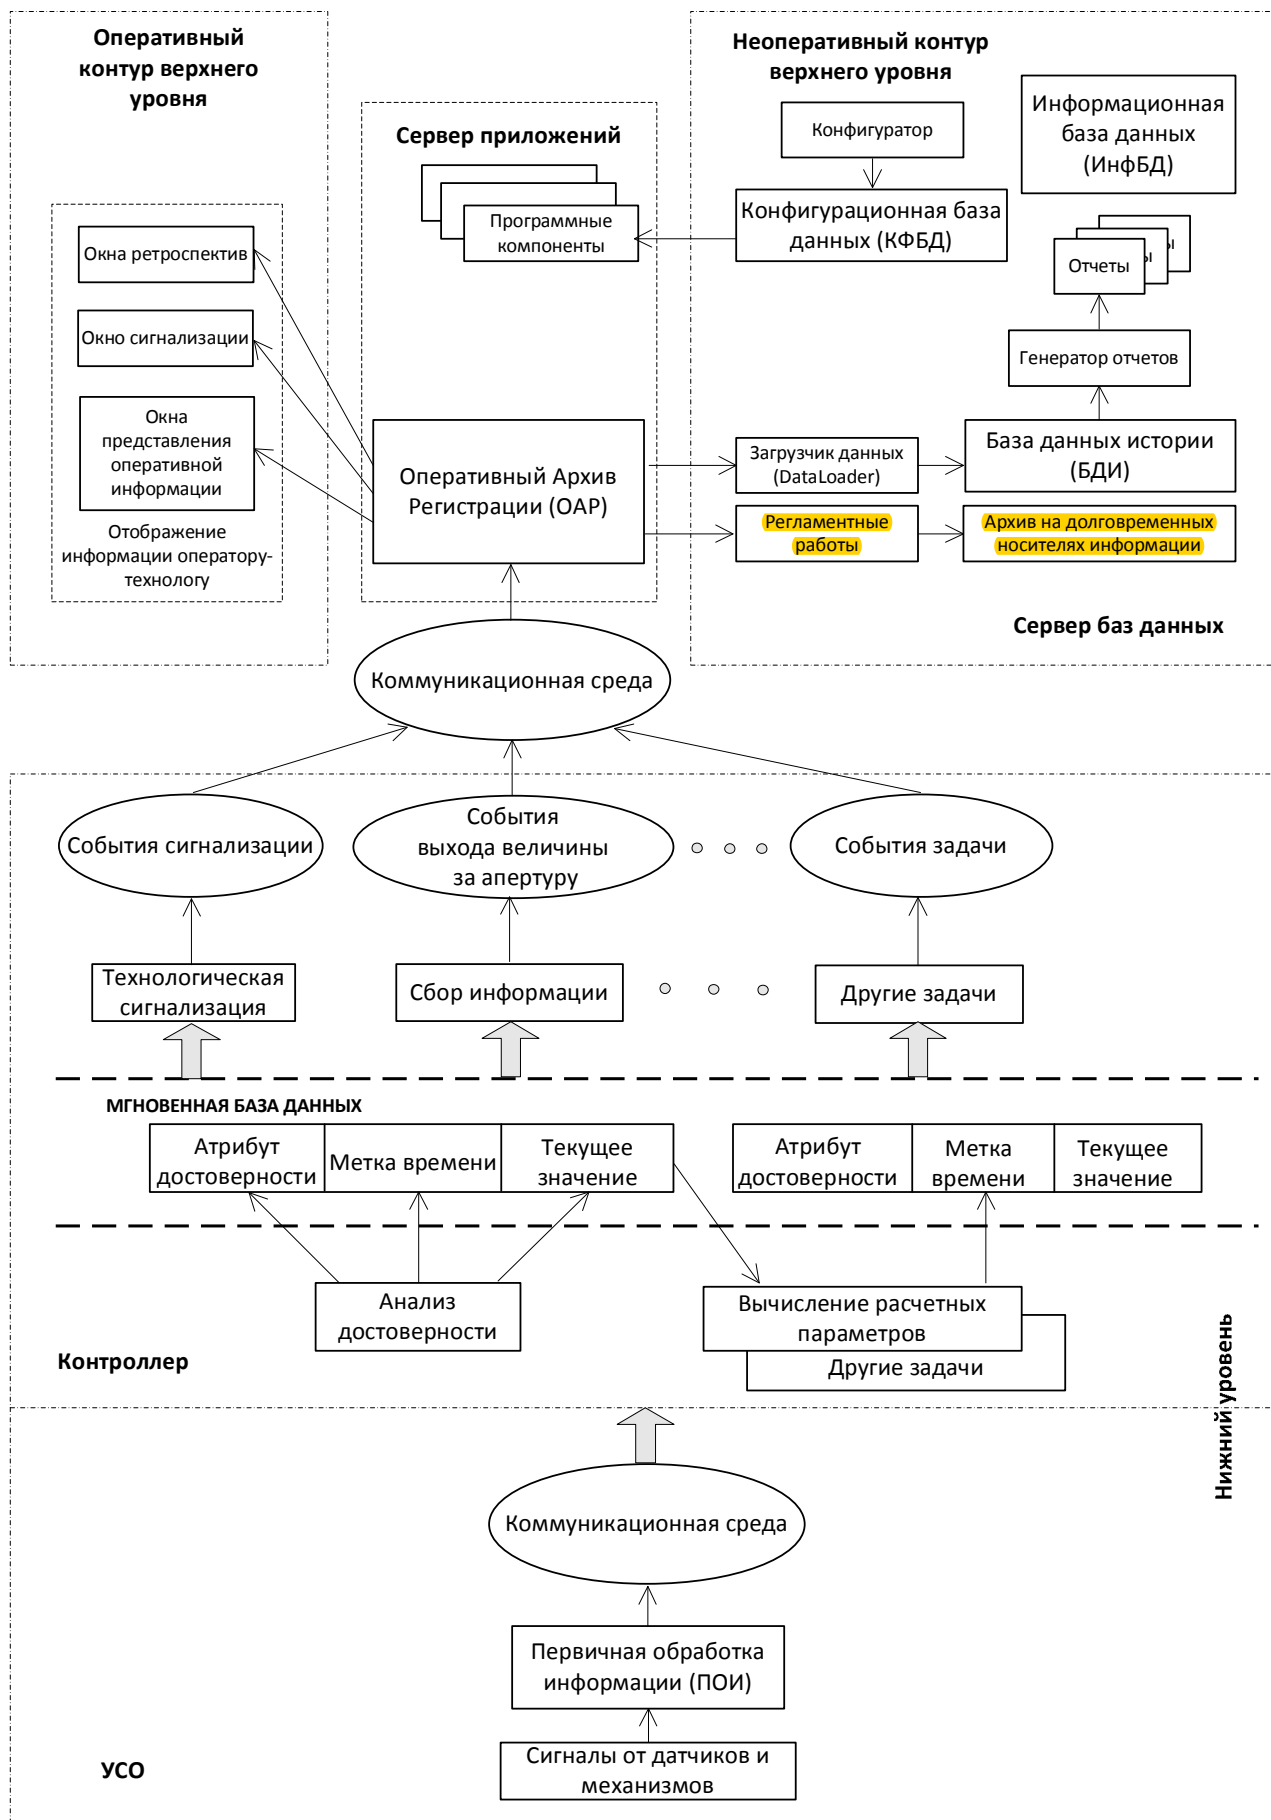 Оперативный
контур верхнего
уровня
Неоперативный контур
верхнего уровня
Сервер приложений
Конфигуратор
Информационная
база данных
(ИнфБД)
Программные
компоненты
Конфигурационная база
данных (КФБД)
Отчеты
ы
ы
Окна ретроспектив
Окно сигнализации
Окна
представления
оперативной
информации
Отображение
информации оператору-
технологу
Генератор отчетов
Оперативный Архив
Регистрации (ОАР)
Загрузчик данных
(DataLoader)
База данных истории
(БДИ)
Регламентные
работы
Архив на долговременных
носителях информации
Сервер баз данных
Коммуникационная среда
События сигнализации
События
выхода величины
за апертуру
События задачи
Технологическая
сигнализация
Сбор информации
Другие задачи
МГНОВЕННАЯ БАЗА ДАННЫХ
Атрибут
достоверности
Метка времени
Текущее
значение
Атрибут
достоверности
Метка
времени
Текущее
значение
Анализ
достоверности
Вычисление расчетных
параметров
Другие задачи
Контроллер
Нижний уровень
Коммуникационная среда
Первичная обработка
информации (ПОИ)
Сигналы от датчиков и
механизмов
УСО